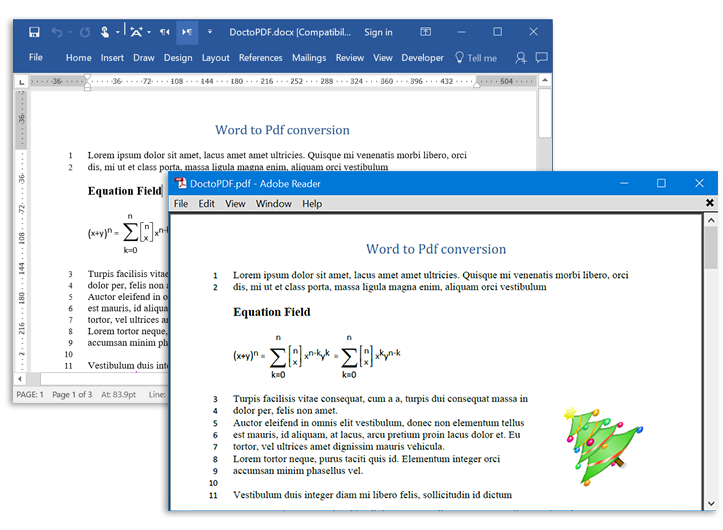 DoctoPDF.docx [Compatibil... Sign in
File Home Insert Draw Design Layout References Mailings Review View Developer Tell me
L ·36· ·36· ·72· 108 · 144 · 180 · 216 · 252 · 288 · 324 · 360 · 396 · 432 · 504
Word to Pdf conversion
1 Lorem ipsum dolor sit amet, lacus amet amet ultricies. Quisque mi venenatis morbi libero, orci
2 dis, mi ut et class porta, massa ligula magna enim, aliquam orci vestibulum
Equation Field
n
(x+y)n = ∑ [n x] xn-k
k=0
3 Turpis facilisis vitae
4 dolor per, felis non a
5 Auctor eleifend in o
6 est mauris, id aliqua
7 tortor, vel ultrices a
8 Lorem tortor neque,
9 accumsan minim ph
10
11 Vestibulum duis int
PAGE: 1 Page 1 of 3 At: 83.9pt Line:
DoctoPDF.pdf - Adobe Reader
File Edit View Window Help
Word to Pdf conversion
1 Lorem ipsum dolor sit amet, lacus amet amet ultricies. Quisque mi venenatis morbi libero, orci
2 dis, mi ut et class porta, massa ligula magna enim, aliquam orci vestibulum
Equation Field
n n
(x+y)n = ∑ [n x] xn-kyk = ∑ [n x] xkyn-k
k=0 k=0
3 Turpis facilisis vitae consequat, cum a a, turpis dui consequat massa in
4 dolor per, felis non amet.
5 Auctor eleifend in omnis elit vestibulum, donec non elementum tellus
6 est mauris, id aliquam, at lacus, arcu pretium proin lacus dolor et. Eu
7 tortor, vel ultrices amet dignissim mauris vehicula.
8 Lorem tortor neque, purus taciti quis id. Elementum integer orci
9 accumsan minim phasellus vel.
10
11 Vestibulum duis integer diam mi libero felis, sollicitudin id dictum